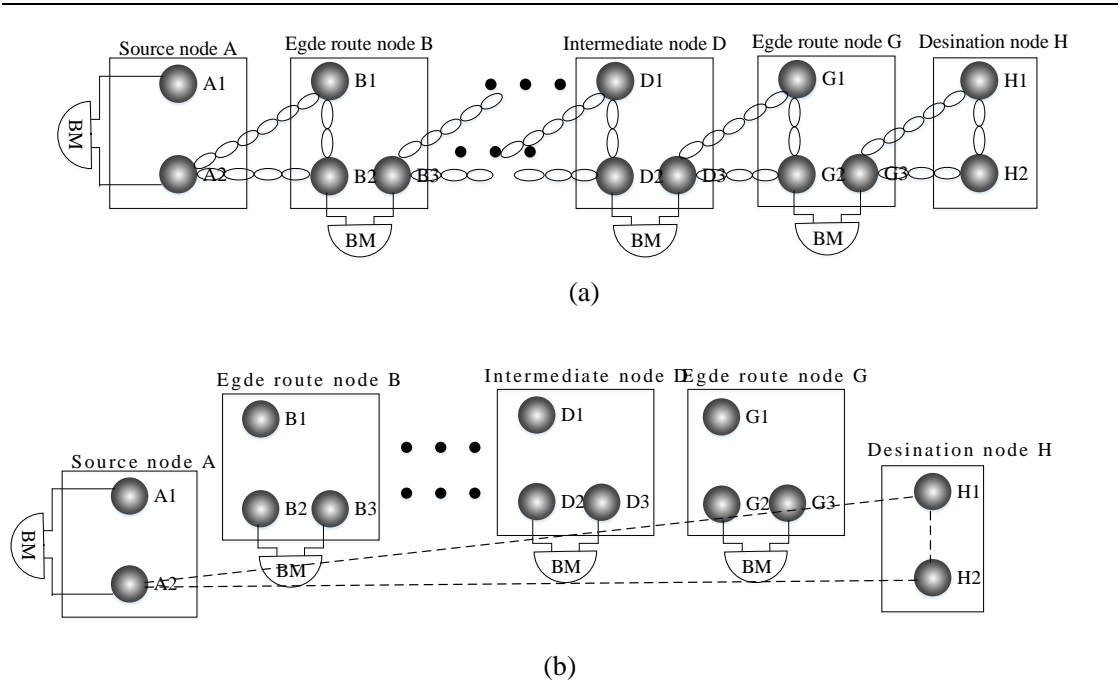 Source node A
Egde route node B
Intermediate node D
Egde route node G
Desination node H
A1
B1
D1
G1
H1
BM
A2
B2
B3
D2
D3
G2
G3
H2
BM
BM
BM
(a)
Egde route node B
Intermediate node D
Egde route node G
Source node A
Desination node H
B1
D1
G1
A1
H1
B2
B3
D2
D3
G2
G3
BM
A2
BM
BM
BM
H2
(b)